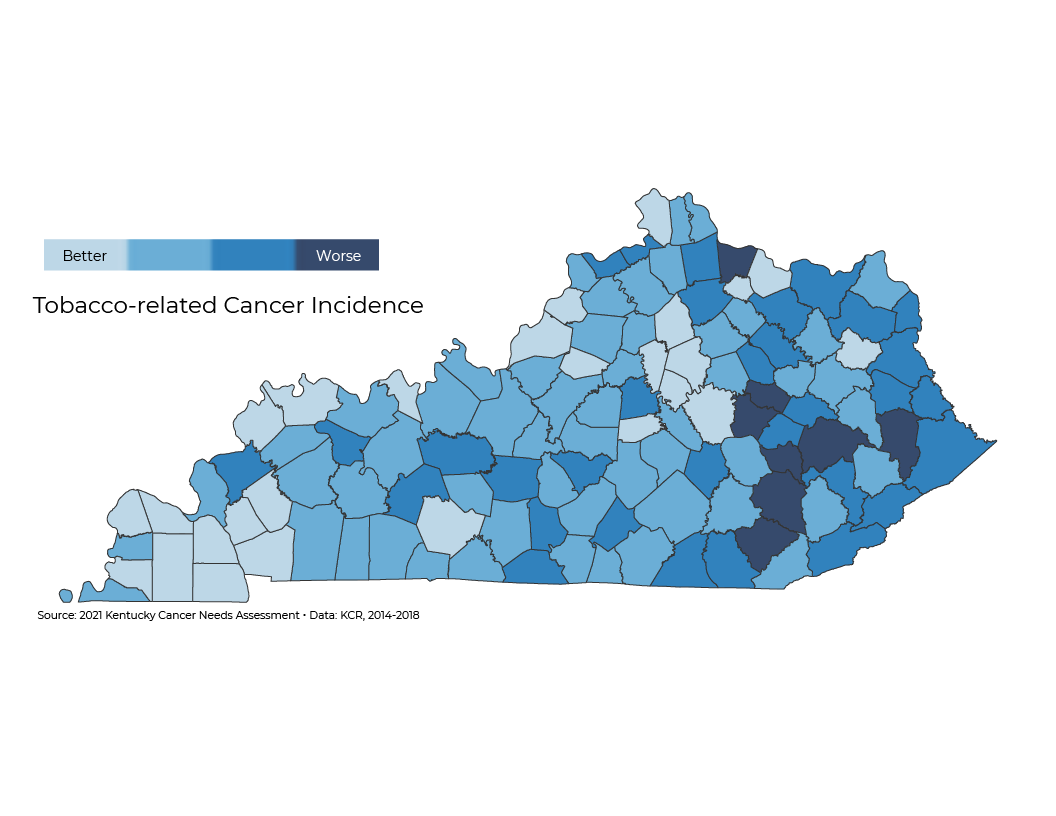 Better Worse
Tobacco-related Cancer Incidence
Source: 2021 Kentucky Cancer Needs Assessment • Data: KCR, 2014-2018